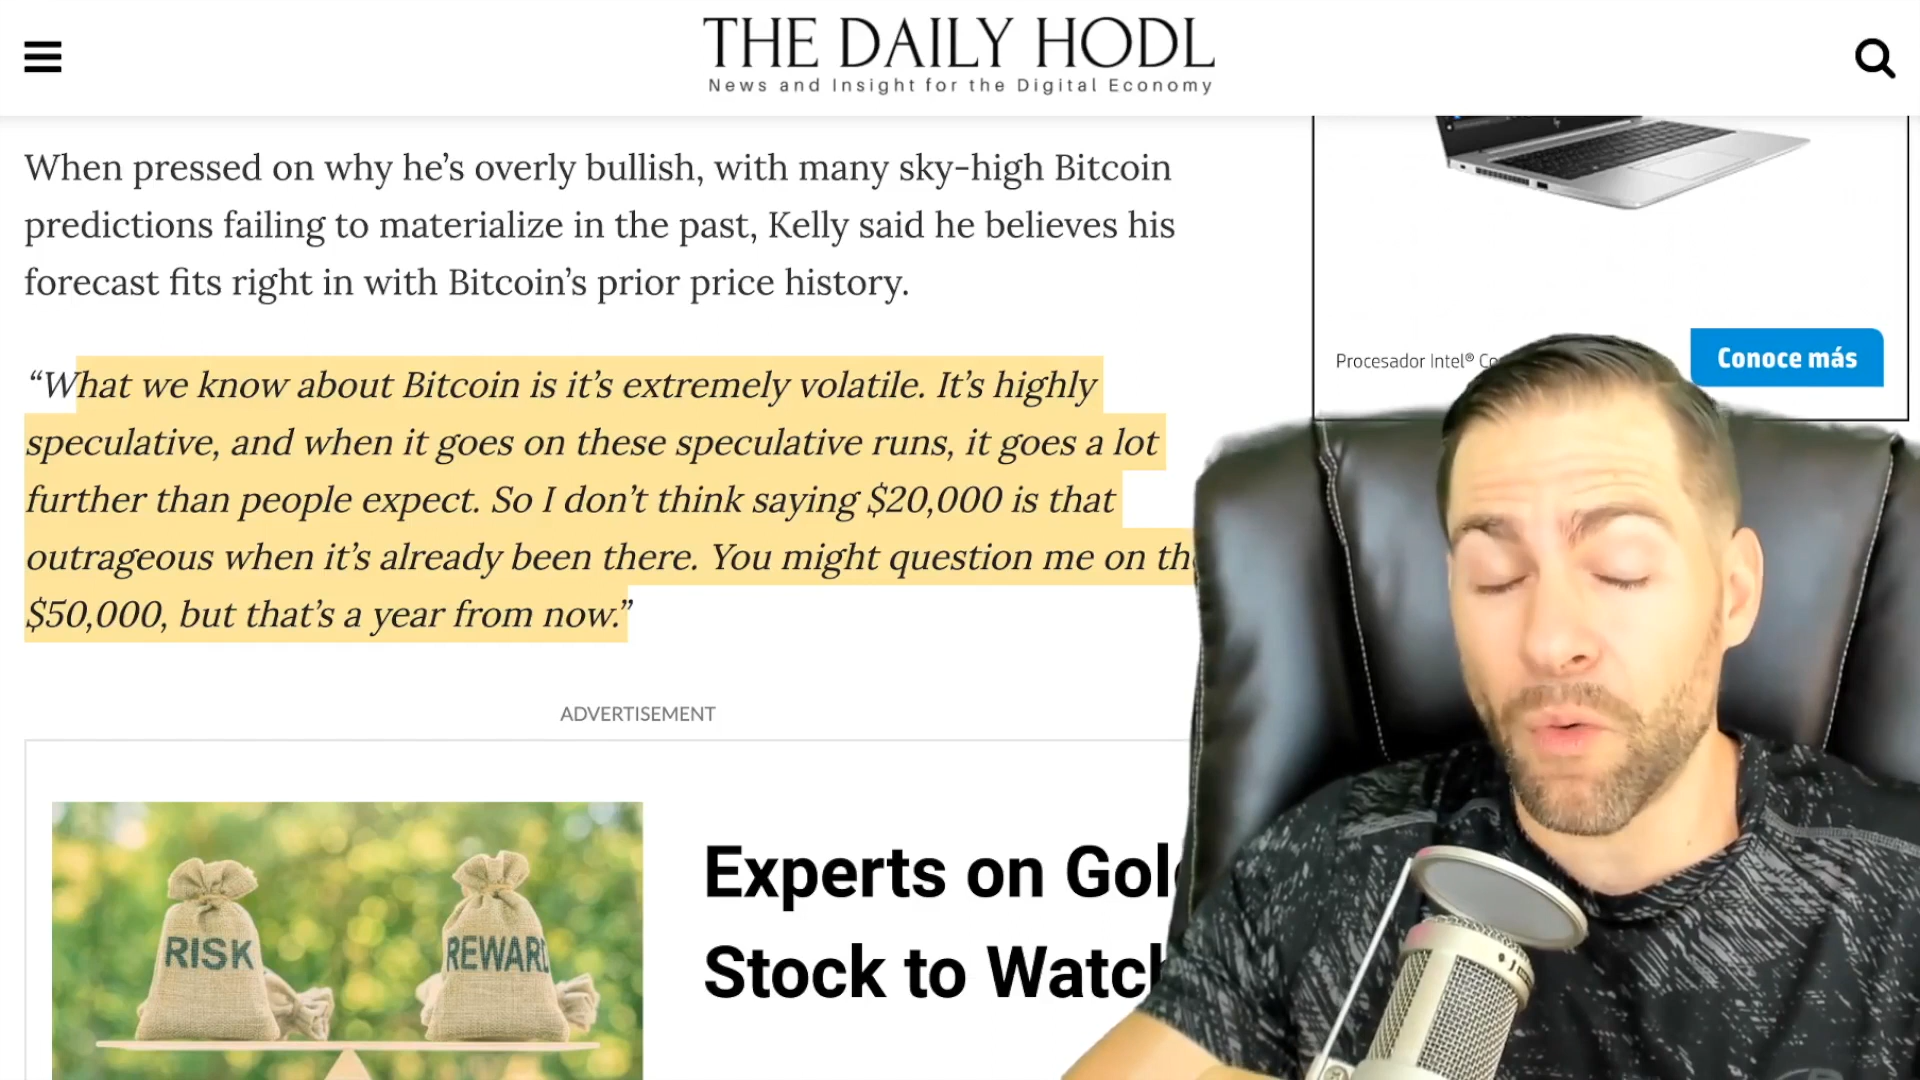 THE DAILY HODL
News and Insight for the Digital Economy
When pressed on why he's overly bullish, with many sky-high Bitcoin
predictions failing to materialize in the past, Kelly said he believes his
forecast fits right in with Bitcoin's prior price history.
Procesador Intel®
Conoce más
“What we know about Bitcoin is it's extremely volatile. It's highly
speculative, and when it goes on these speculative runs, it goes a lot
further than people expect. So I don't think saying $20,000 is that
outrageous when it's already been there. You might question me on the
$50,000, but that's a year from now.”
ADVERTISEMENT
Experts on
Stock to Watch
RISK
REWARD